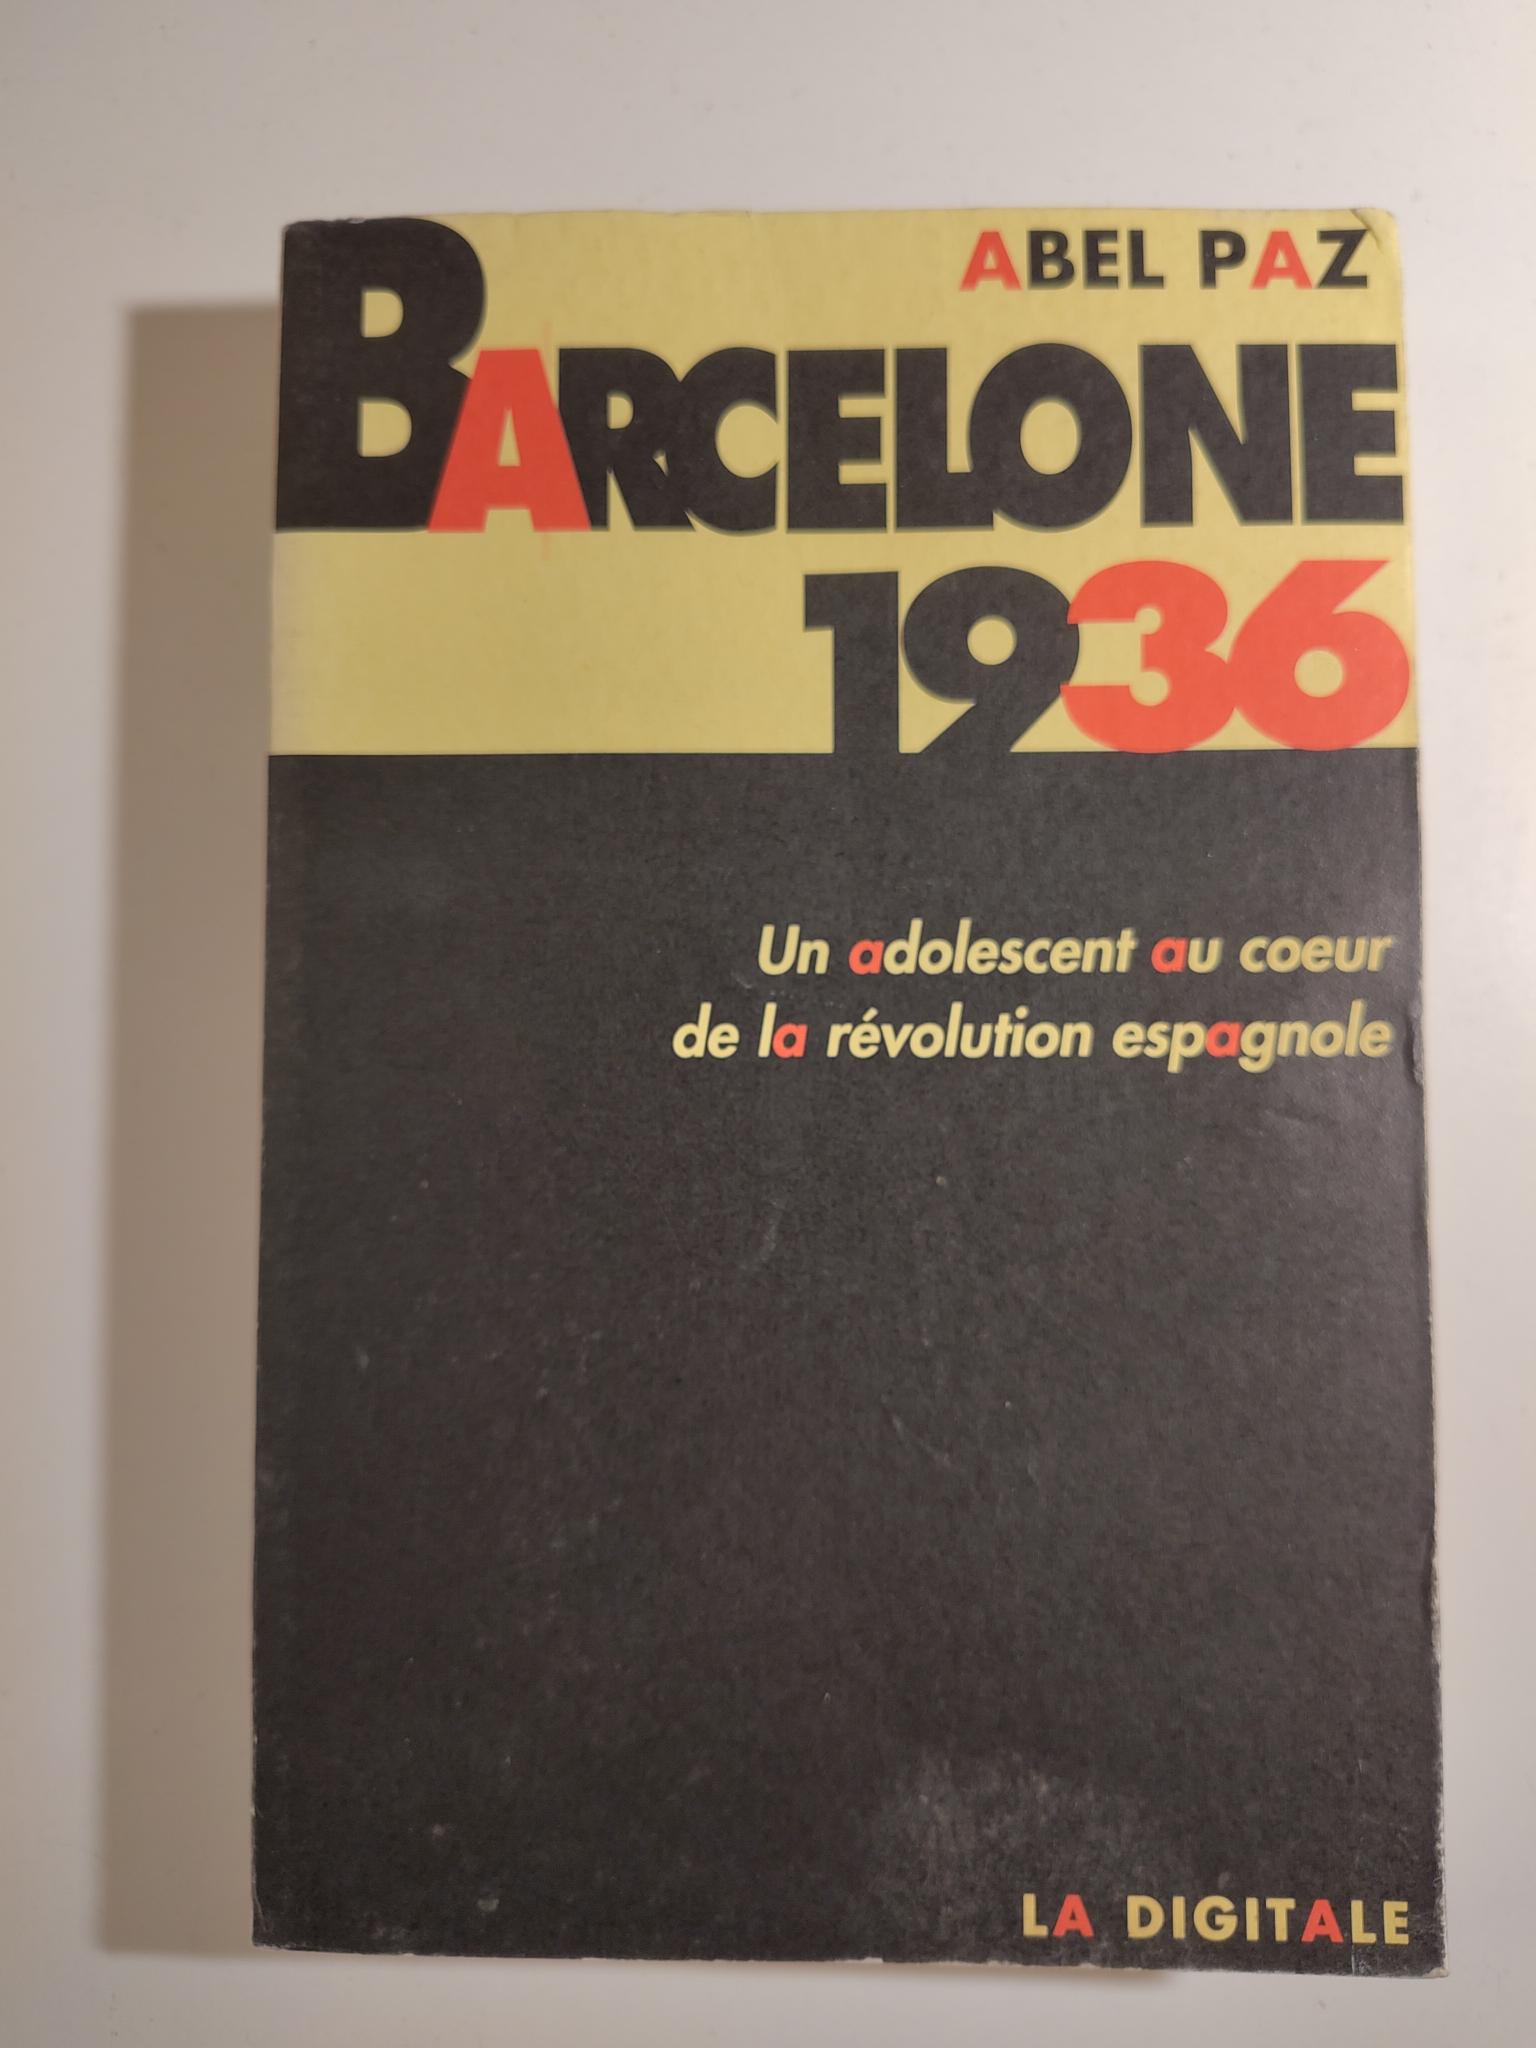 ABEL PAZ
BARCELONE
1936
Un adolescent au coeur
de la révolution espagnole
LA DIGITALE